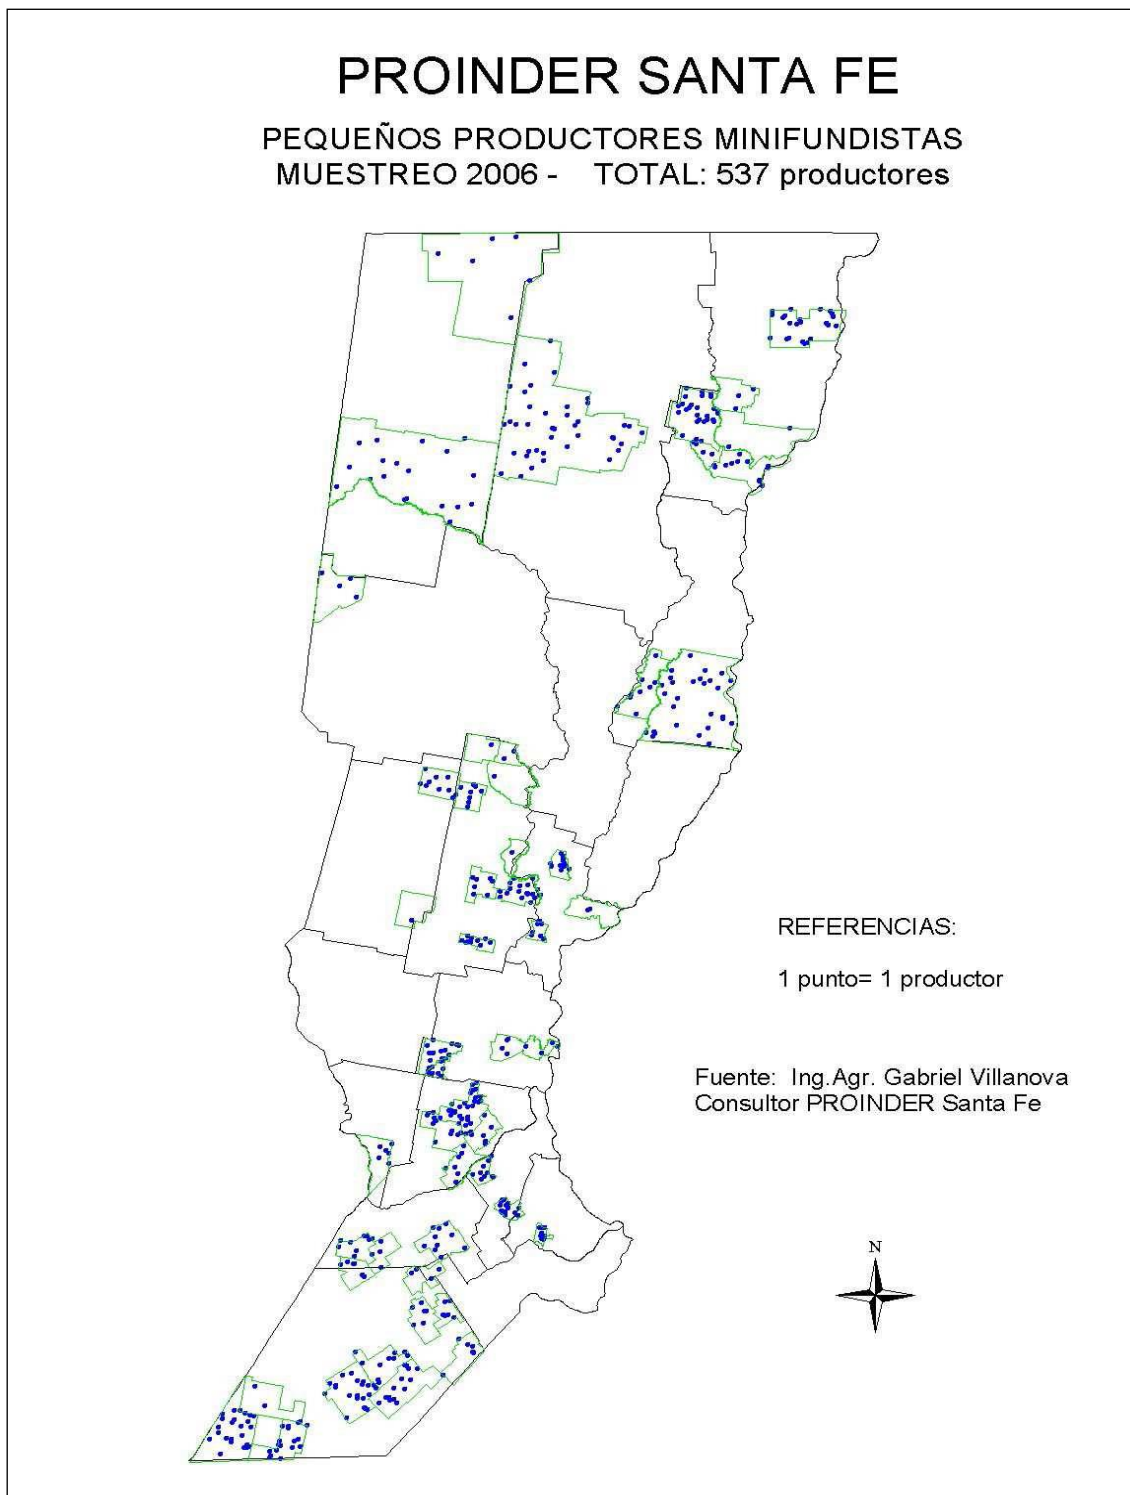 PROINDER SANTA FE
PEQUEÑOS PRODUCTORES MINIFUNDISTAS
MUESTREO 2006 - TOTAL: 537 productores
REFERENCIAS:
1 punto= 1 productor
Fuente: Ing.Agr. Gabriel Villanova
Consultor PROINDER Santa Fe
N